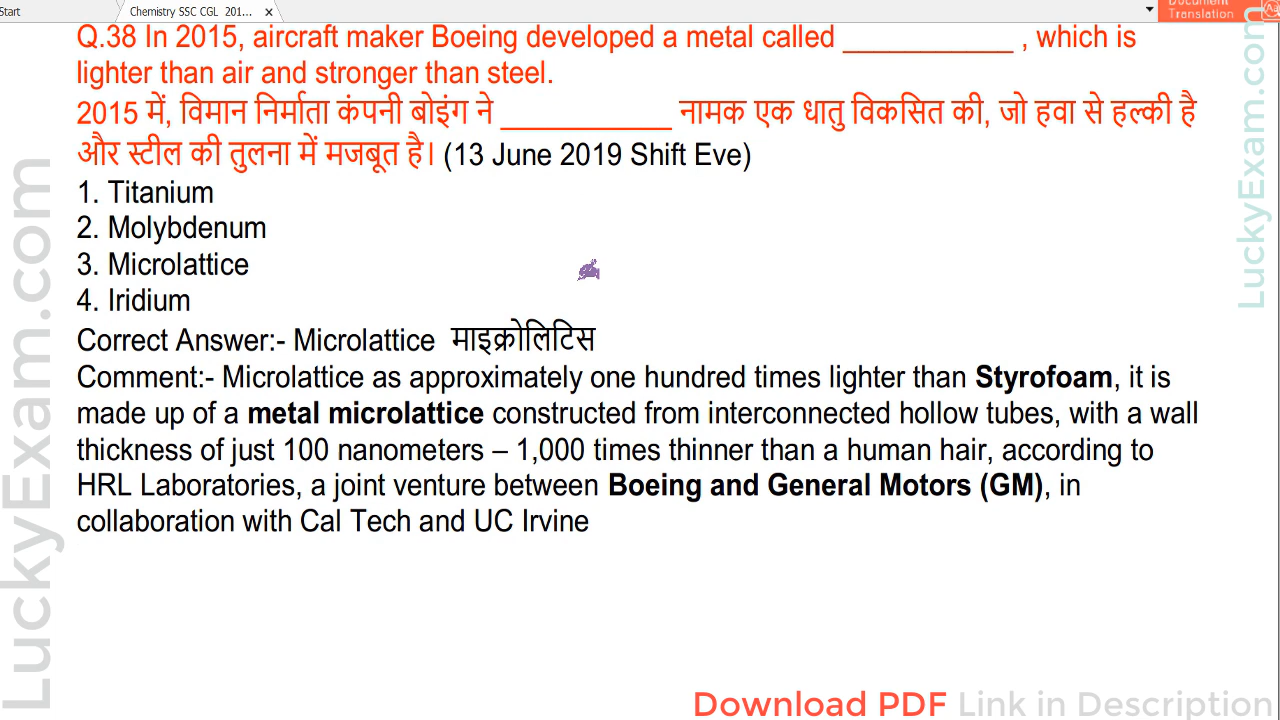 Start
Chemistry SSC CGL 201... ×
Document
Translation
Q.38 In 2015, aircraft maker Boeing developed a metal called ___________ , which is
lighter than air and stronger than steel.
2015 में, विमान निर्माता कंपनी बोइंग ने ___________ नामक एक धातु विकसित की, जो हवा से हल्की है
और स्टील की तुलना में मजबूत है। (13 June 2019 Shift Eve)
1. Titanium
2. Molybdenum
3. Microlattice
4. Iridium
Correct Answer:- Microlattice माइक्रोलिटिस
Comment:- Microlattice as approximately one hundred times lighter than Styrofoam, it is
made up of a metal microlattice constructed from interconnected hollow tubes, with a wall
thickness of just 100 nanometers – 1,000 times thinner than a human hair, according to
HRL Laboratories, a joint venture between Boeing and General Motors (GM), in
collaboration with Cal Tech and UC Irvine
LuckyExam.com
LuckyExam.com
Download PDF Link in Description